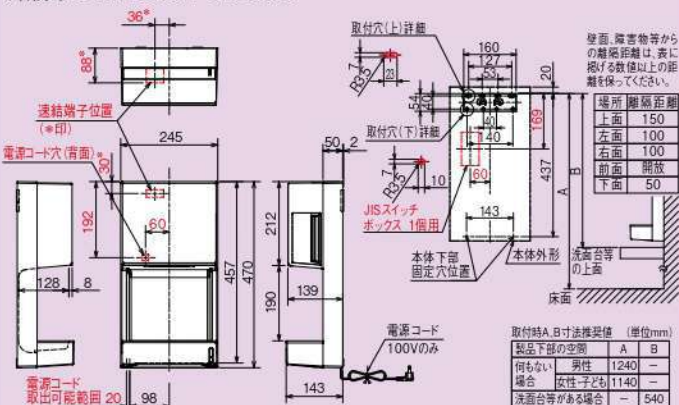 36*
88*
速結端子位置
(*印)
電源コード穴(背面)*
245
30*
192
60
128
8
457
470
電源コード
取出可能範囲 20
98
50
2
212
139
190
143
電源コード
100Vのみ
取付穴(上)詳細
7
R3.5
23
160
127
53
20
54
40
取付穴(下)詳細
40
140
169
7
R3.5
10
60
437
A
B
JISスイッチ
ボックス 1個用
143
本体下部
固定穴位置
本体外形
洗面台等
の上面
床面
壁面、障害物等から
の離隔距離は、表に
掲げる数値以上の距
離を保ってください。
場所 離隔距離
上面 150
左面 100
右面 100
前面 開放
下面 50
取付時A,B寸法推奨値 (単位mm)
製品下部の空間 A B
何もない場合 男性 1240 −
女性・子ども 1140 −
洗面台等がある場合 − 540